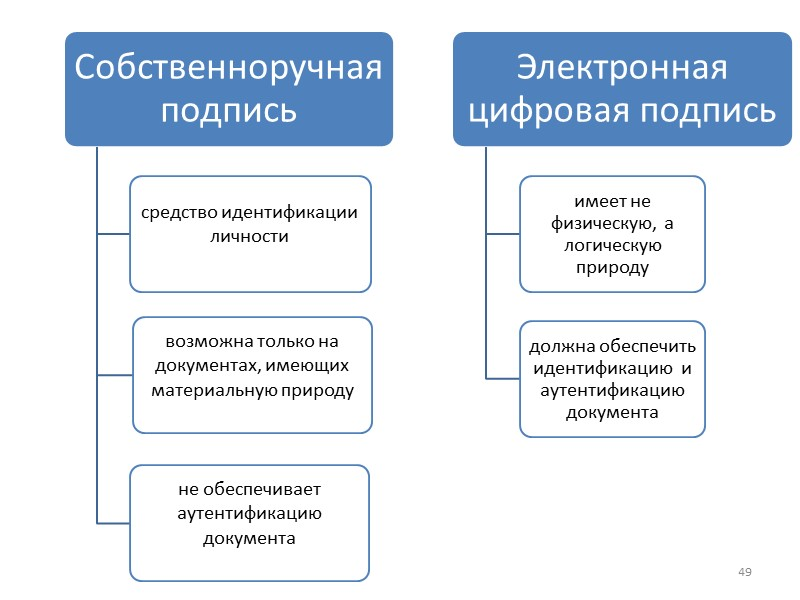 Собственноручная
подпись
средство идентификации
личности
возможна только на
документах, имеющих
материальную природу
не обеспечивает
аутентификацию
документа
Электронная
цифровая подпись
имеет не
физическую, а
логическую
природу
должна обеспечить
идентификацию и
аутентификацию
документа
49